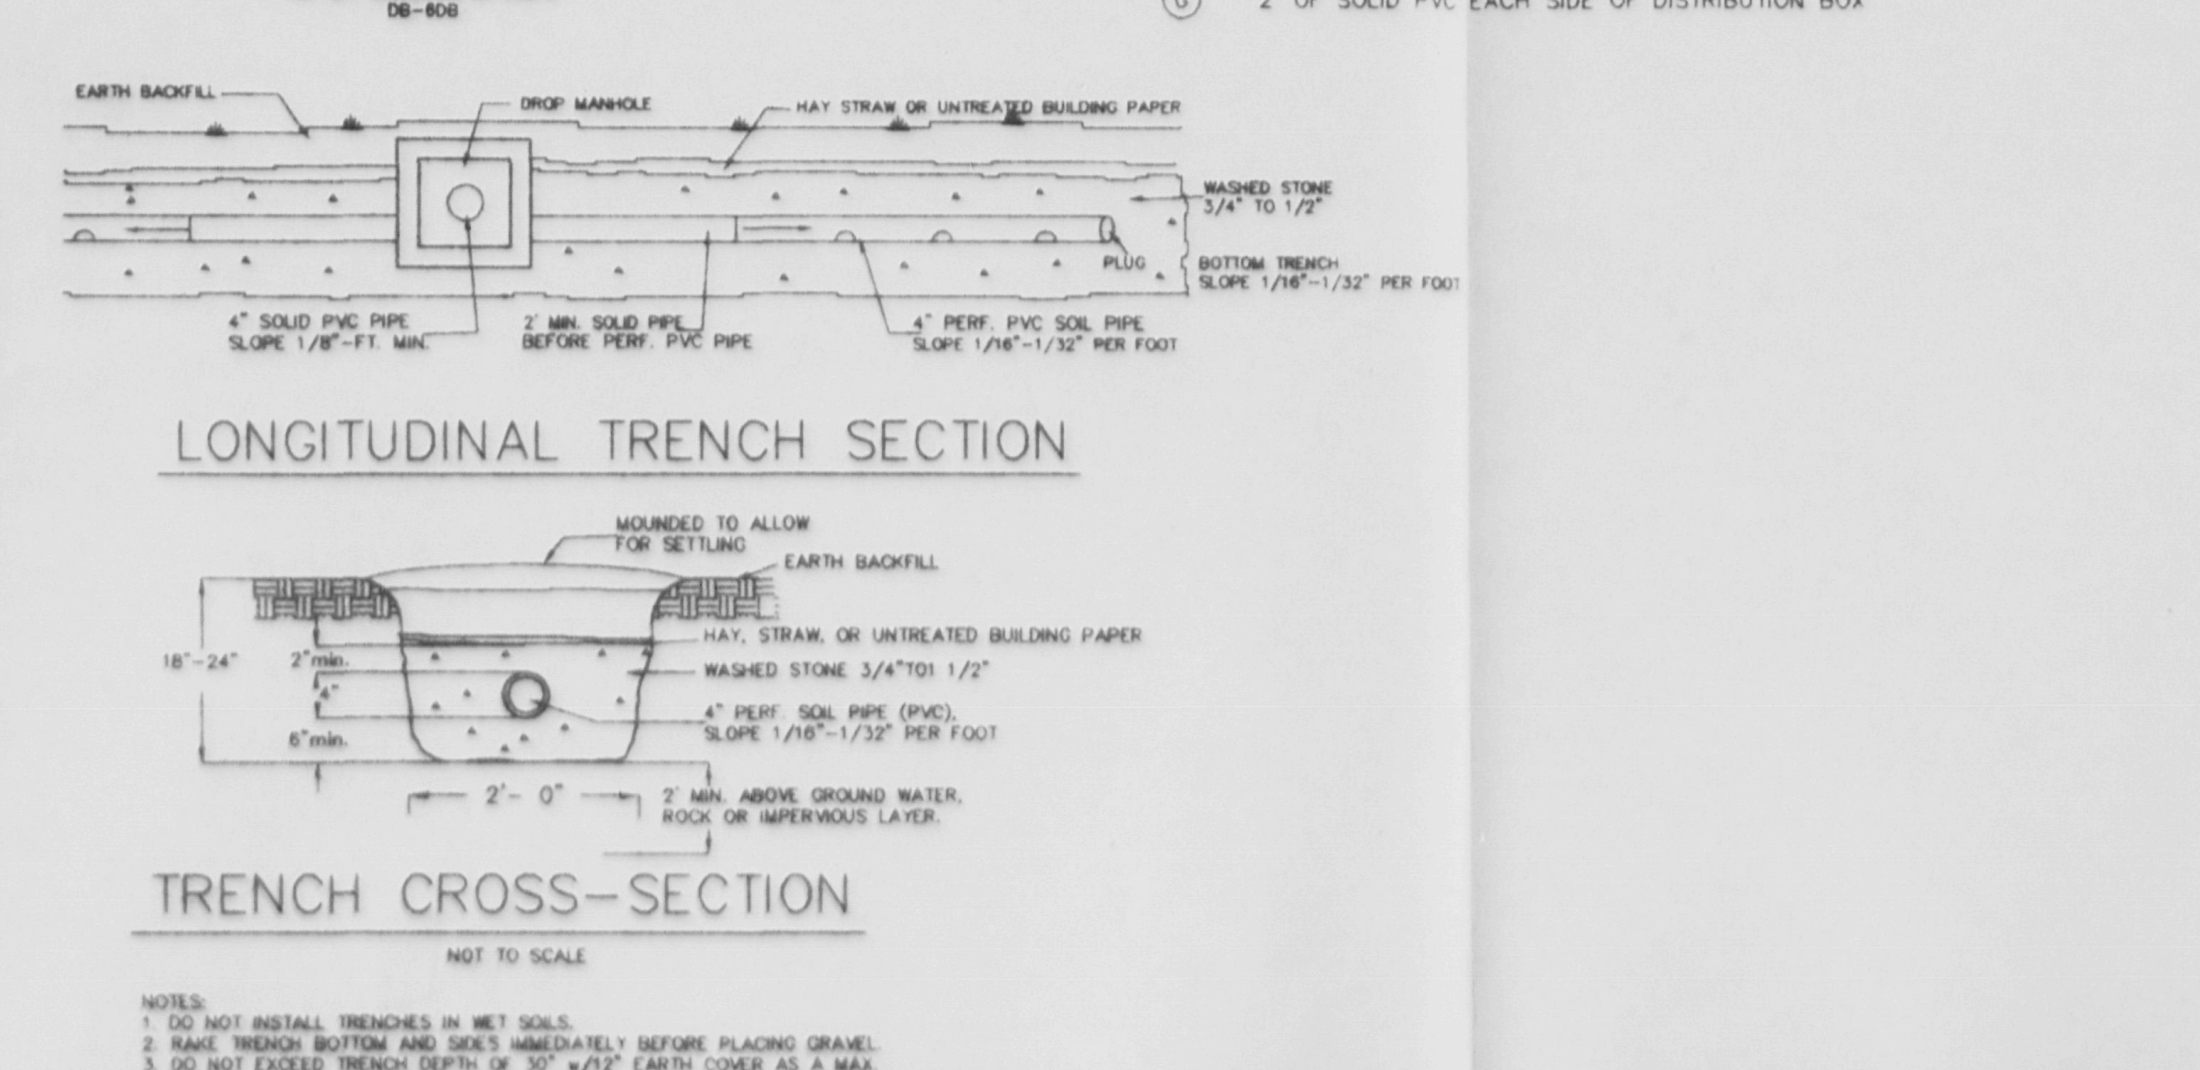 DB-6DB
6 2' OF SOLID PVC EACH SIDE OF DISTRIBUTION BOX
EARTH BACKFILL
DROP MANHOLE
HAY STRAW OR UNTREATED BUILDING PAPER
WASHED STONE
3/4" TO 1/2"
PLUG
BOTTOM TRENCH
SLOPE 1/16"-1/32" PER FOOT
4" SOLID PVC PIPE
SLOPE 1/8"-FT. MIN.
2' MIN. SOLID PIPE
BEFORE PERF. PVC PIPE
4" PERF. PVC SOIL PIPE
SLOPE 1/16"-1/32" PER FOOT
LONGITUDINAL TRENCH SECTION
MOUNDED TO ALLOW
FOR SETTLING
EARTH BACKFILL
HAY, STRAW, OR UNTREATED BUILDING PAPER
18"-24"
2"min.
WASHED STONE 3/4"TO1 1/2"
4"
4" PERF. SOIL PIPE (PVC),
SLOPE 1/16"-1/32" PER FOOT
6"min.
2'- 0"
2' MIN. ABOVE GROUND WATER,
ROCK OR IMPERVIOUS LAYER.
TRENCH CROSS-SECTION
NOT TO SCALE
NOTES:
1. DO NOT INSTALL TRENCHES IN WET SOILS.
2. RAKE TRENCH BOTTOM AND SIDES IMMEDIATELY BEFORE PLACING GRAVEL.
3. DO NOT EXCEED TRENCH DEPTH OF 30" w/12" EARTH COVER AS A MAX.